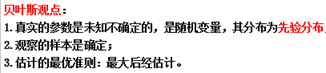 贝叶斯观点:
1.真实的参数是未知不确定的，是随机变量，其分布为先验分布
2.观察的样本是确定；
3.估计的最优准则：最大后经估计。